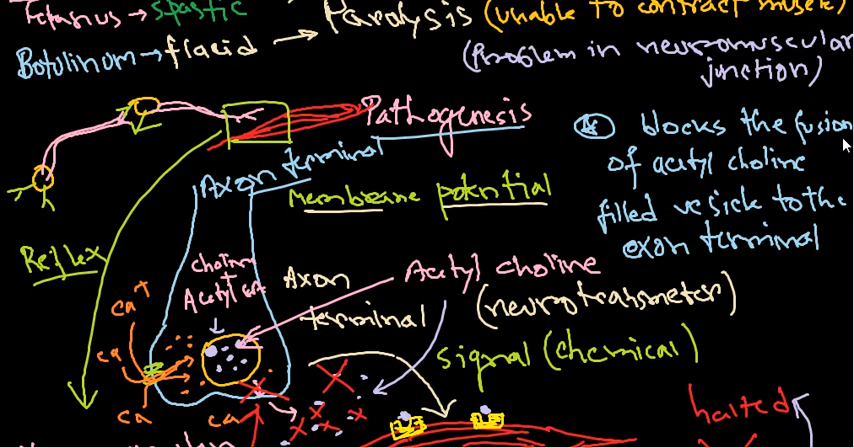 Tetanus → spastic
Botulinum → flacid → Paralysis (unable to contract muscle)
(Problem in neuromuscular
junction)
Pathogenesis
Axon terminal
Membrane potential
blocks the fusion
of acetyl choline
filled vesicle to the
exon terminal
Reflex
choline
+
Acetyl
Axon
terminal
Acetyl choline
(neurotransmeter)
signal (chemical)
ca+
ca
ca
ca
halted